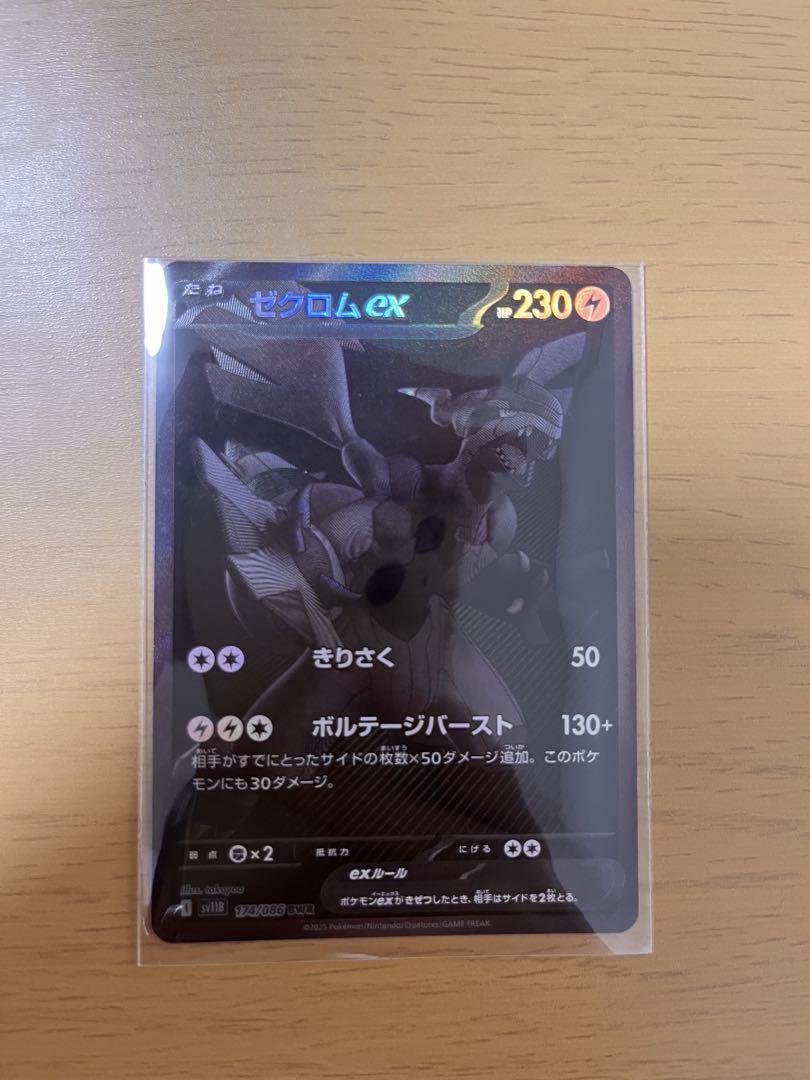 たね ゼクロムex HP 230
きりさく 50
ボルテージバースト 130+
相手がすでにとったサイドの枚数×50ダメージ追加。このポケ
モンにも30ダメージ。
弱点 ×2 抵抗力 にげる
exルール
ポケモンexがきぜつしたとき、相手はサイドを2枚とる。
illus. takuyoa
J sv11B 174/086 BWR
©2025 Pokémon/Nintendo/Creatures/GAME FREAK.